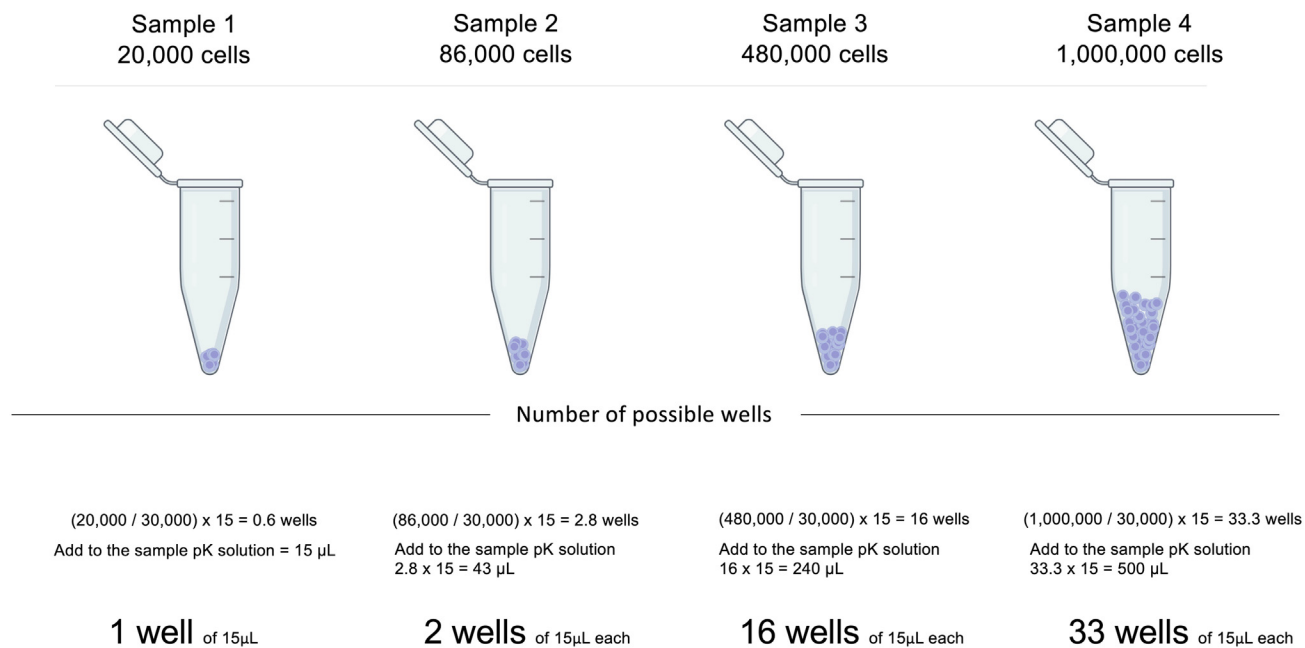 Sample 1
20,000 cells
Sample 2
86,000 cells
Sample 3
480,000 cells
Sample 4
1,000,000 cells
Number of possible wells
(20,000 / 30,000) x 15 = 0.6 wells
Add to the sample pK solution = 15 µL
1 well of 15µL
(86,000 / 30,000) x 15 = 2.8 wells
Add to the sample pK solution
2.8 x 15 = 43 µL
2 wells of 15µL each
(480,000 / 30,000) x 15 = 16 wells
Add to the sample pK solution
16 x 15 = 240 µL
16 wells of 15µL each
(1,000,000 / 30,000) x 15 = 33.3 wells
Add to the sample pK solution
33.3 x 15 = 500 µL
33 wells of 15µL each